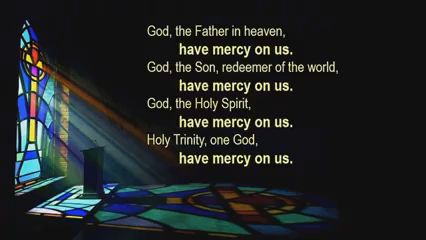 God, the Father in heaven,
have mercy on us.
God, the Son, redeemer of the world,
have mercy on us.
God, the Holy Spirit,
have mercy on us.
Holy Trinity, one God,
have mercy on us.